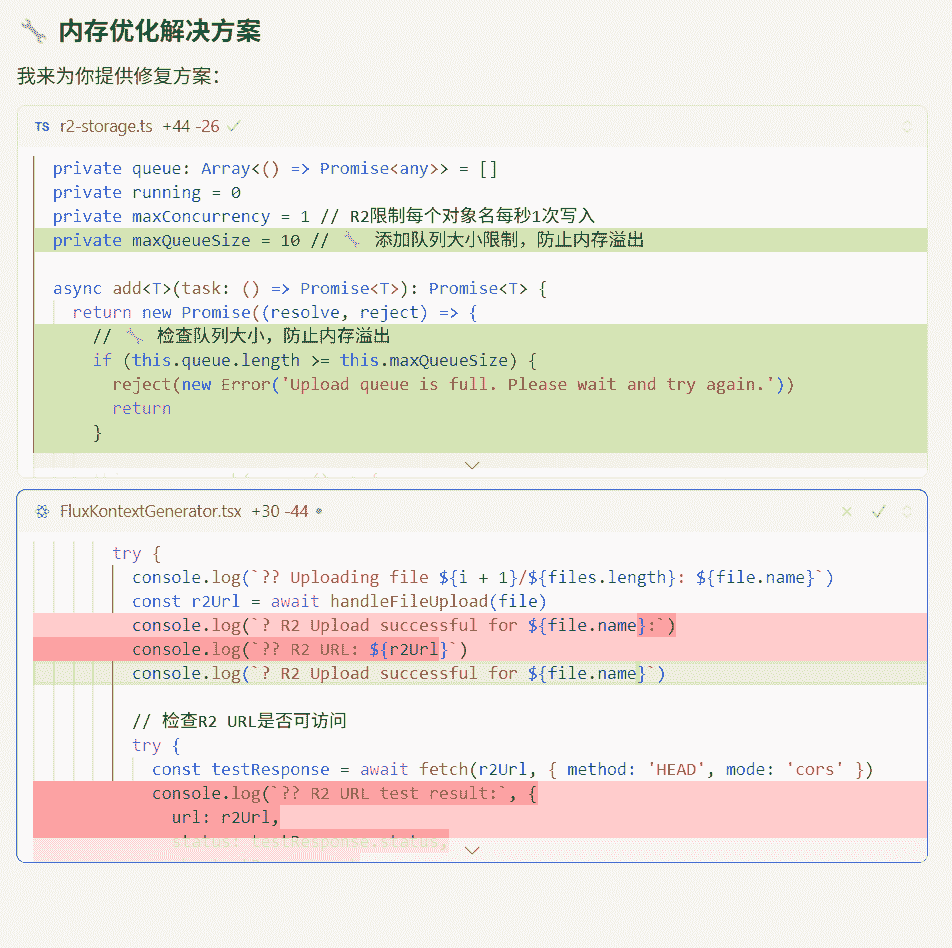 🔧 内存优化解决方案
我来为你提供修复方案：
TS r2-storage.ts +44 -26 ✓
private queue: Array<() => Promise<any>> = []
private running = 0
private maxConcurrency = 1 // R2限制每个对象名每秒1次写入
private maxQueueSize = 10 // 🔧 添加队列大小限制，防止内存溢出
async add<T>(task: () => Promise<T>): Promise<T> {
return new Promise((resolve, reject) => {
// 🔧 检查队列大小，防止内存溢出
if (this.queue.length >= this.maxQueueSize) {
reject(new Error('Upload queue is full. Please wait and try again.'))
return
}
FluxKontextGenerator.tsx +30 -44 •
try {
console.log(`?? Uploading file ${i + 1}/${files.length}: ${file.name}`)
const r2Url = await handleFileUpload(file)
console.log(`? R2 Upload successful for ${file.name}:`)
console.log(`?? R2 URL: ${r2Url}`)
console.log(`? R2 Upload successful for ${file.name}`)
// 检查R2 URL是否可访问
try {
const testResponse = await fetch(r2Url, { method: 'HEAD', mode: 'cors' })
console.log(`?? R2 URL test result:`, {
url: r2Url,
status: testResponse.status,